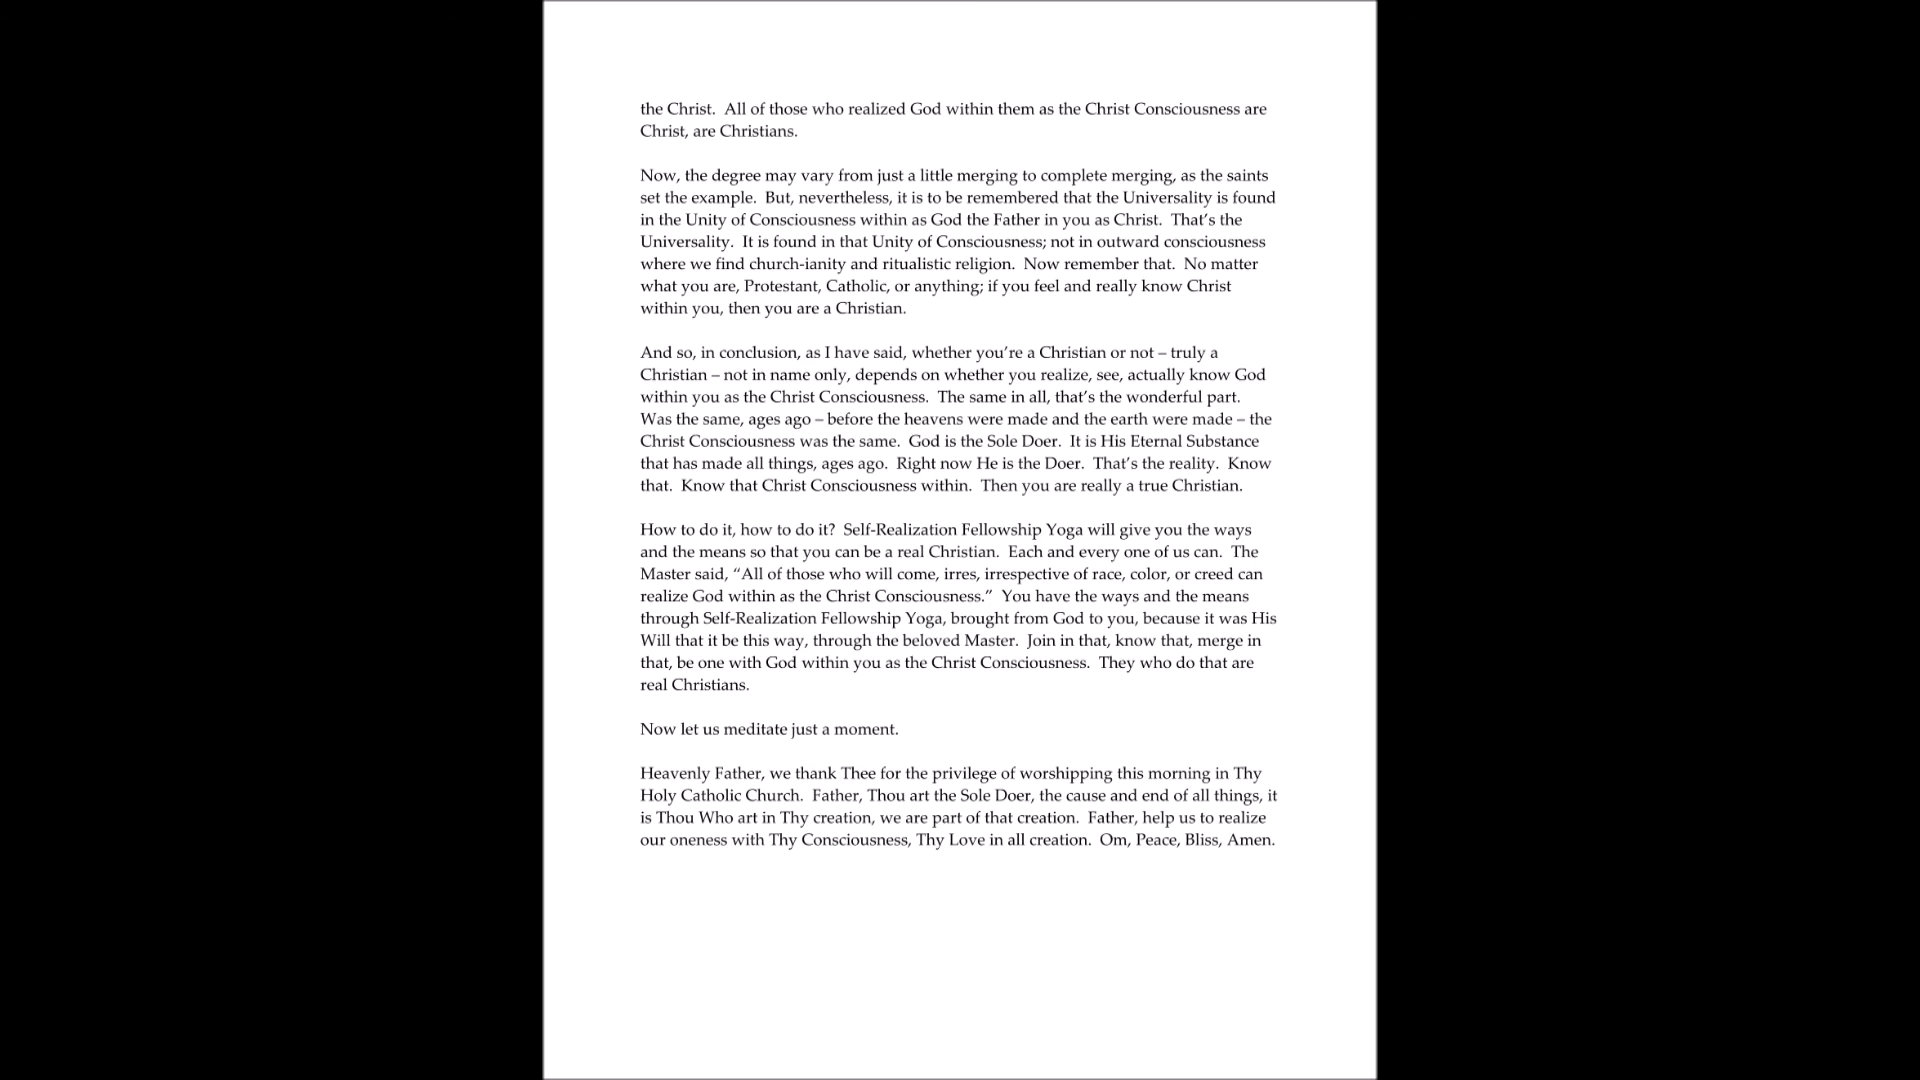 the Christ.  All of those who realized God within them as the Christ Consciousness are
Christ, are Christians.
Now, the degree may vary from just a little merging to complete merging, as the saints
set the example.  But, nevertheless, it is to be remembered that the Universality is found
in the Unity of Consciousness within as God the Father in you as Christ.  That’s the
Universality.  It is found in that Unity of Consciousness; not in outward consciousness
where we find church-ianity and ritualistic religion.  Now remember that.  No matter
what you are, Protestant, Catholic, or anything; if you feel and really know Christ
within you, then you are a Christian.
And so, in conclusion, as I have said, whether you’re a Christian or not – truly a
Christian – not in name only, depends on whether you realize, see, actually know God
within you as the Christ Consciousness.  The same in all, that’s the wonderful part.
Was the same, ages ago – before the heavens were made and the earth were made – the
Christ Consciousness was the same.  God is the Sole Doer.  It is His Eternal Substance
that has made all things, ages ago.  Right now He is the Doer.  That’s the reality.  Know
that.  Know that Christ Consciousness within.  Then you are really a true Christian.
How to do it, how to do it?  Self-Realization Fellowship Yoga will give you the ways
and the means so that you can be a real Christian.  Each and every one of us can.  The
Master said, “All of those who will come, irres, irrespective of race, color, or creed can
realize God within as the Christ Consciousness.”  You have the ways and the means
through Self-Realization Fellowship Yoga, brought from God to you, because it was His
Will that it be this way, through the beloved Master.  Join in that, know that, merge in
that, be one with God within you as the Christ Consciousness.  They who do that are
real Christians.
Now let us meditate just a moment.
Heavenly Father, we thank Thee for the privilege of worshipping this morning in Thy
Holy Catholic Church.  Father, Thou art the Sole Doer, the cause and end of all things, it
is Thou Who art in Thy creation, we are part of that creation.  Father, help us to realize
our oneness with Thy Consciousness, Thy Love in all creation.  Om, Peace, Bliss, Amen.